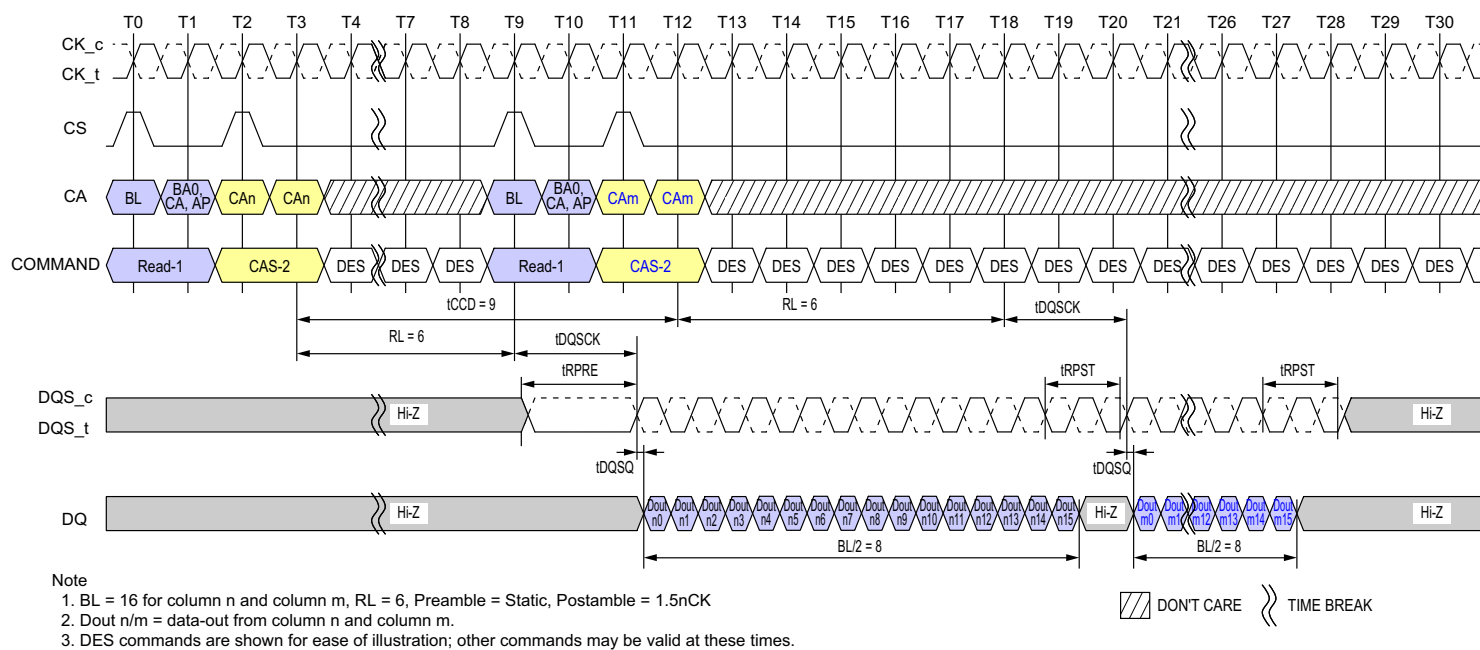 T0 T1 T2 T3 T4 T7 T8 T9 T10 T11 T12 T13 T14 T15 T16 T17 T18 T19 T20 T21 T26 T27 T28 T29 T30
CK_c
CK_t
CS
CA BL BA0, CA, AP CAn CAn BL BA0, CA, AP CAm CAm
COMMAND Read-1 CAS-2 DES DES DES Read-1 CAS-2 DES DES DES DES DES DES DES DES DES DES DES DES DES DES
tCCD = 9 RL = 6 tDQSCK
RL = 6 tDQSCK
tRPRE tRPST tRPST
DQS_c
DQS_t Hi-Z Hi-Z
tDQSQ tDQSQ
DQ Hi-Z Dout n0 Dout n1 Dout n2 Dout n3 Dout n4 Dout n5 Dout n6 Dout n7 Dout n8 Dout n9 Dout n10 Dout n11 Dout n12 Dout n13 Dout n14 Dout n15 Hi-Z Dout m0 Dout m1 Dout m12 Dout m13 Dout m14 Dout m15 Hi-Z
BL/2 = 8 BL/2 = 8
Note
1. BL = 16 for column n and column m, RL = 6, Preamble = Static, Postamble = 1.5nCK
2. Dout n/m = data-out from column n and column m.
3. DES commands are shown for ease of illustration; other commands may be valid at these times.
DON'T CARE TIME BREAK